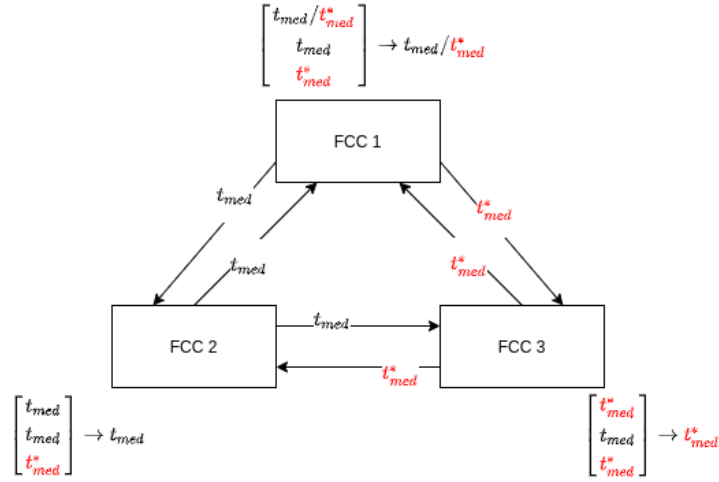 t_med/t*_med
t_med → t_med/t*_med
t*_med
FCC 1
t_med t*_med
t_med t*_med
t_med
FCC 2 FCC 3
t*_med
t_med t*_med
t_med → t_med t_med → t*_med
t*_med t*_med